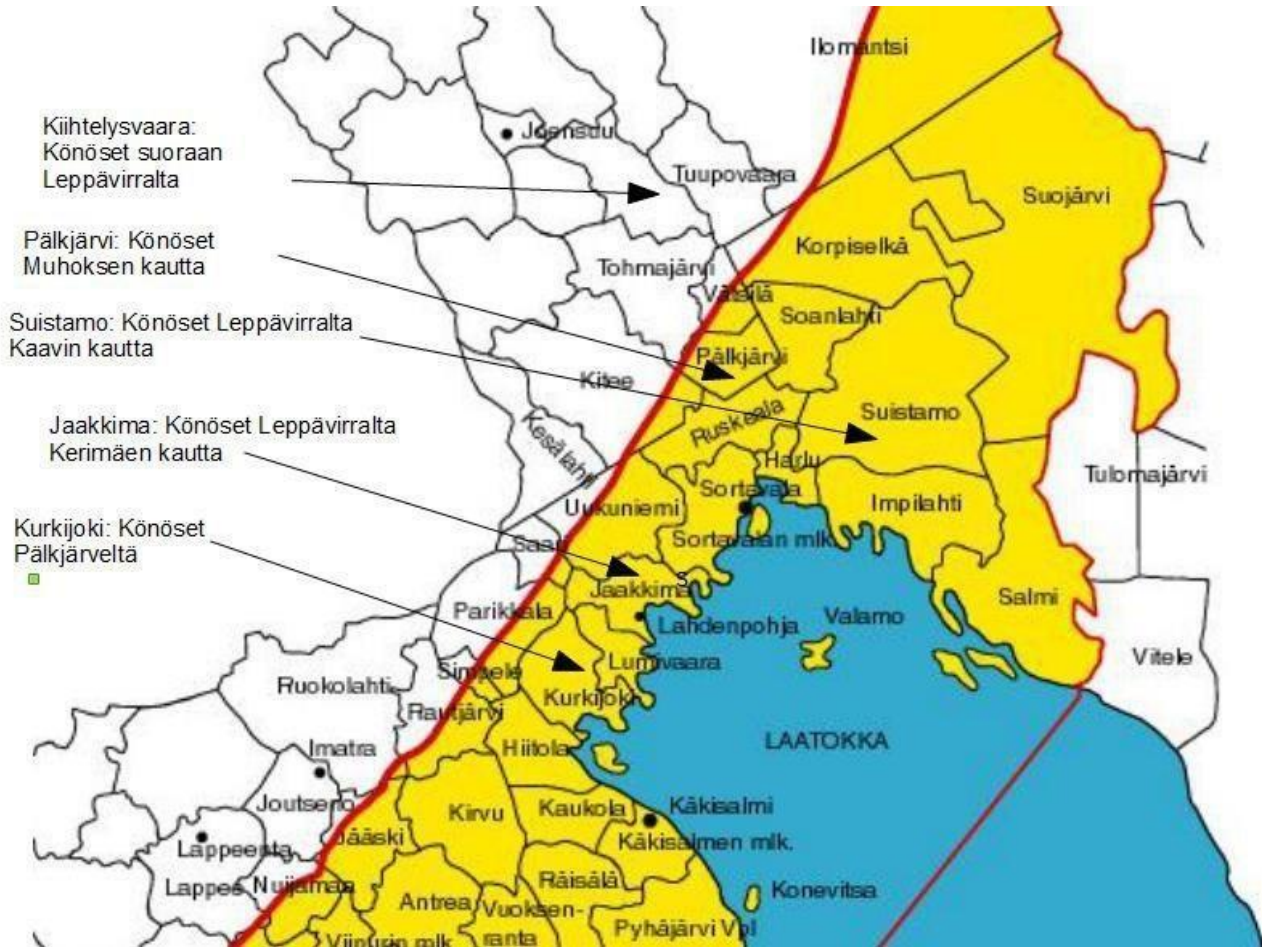 Kiihtelysvaara:
Könöset suoraan
Leppävirralta
Pälkjärvi: Könöset
Muhoksen kautta
Suistamo: Könöset Leppävirralta
Kaavin kautta
Jaakkima: Könöset Leppävirralta
Kerimäen kautta
Kurkijoki: Könöset
Pälkjärveltä
Ilomantsi
Joensuu
Tuupovaara
Suojärvi
Korpiselkä
Tohmajärvi
Värtsilä
Soanlahti
Pälkjärvi
Kitee
Ruskeala
Suistamo
Kesälahti
Harlu
Tulomajärvi
Sortavala
Impilahti
Uukuniemi
Sortavalan mlk.
Saari
S
Jaakkima
Salmi
Parikkala
Lahdenpohja
Valamo
Lumivaara
Vitele
Simpele
Ruokolahti
Kurkijoki
Rautjärvi
Imatra
Hiitola
LAATOKKA
Joutseno
Kirvu
Kaukola
Käkisalmi
Jääski
Käkisalmen mlk.
Lappeenta
Lappee
Nuijamaa
Räisälä
Konevitsa
Antrea
Vuoksen-
ranta
Pyhäjärvi Vpl
Viipurin mlk.